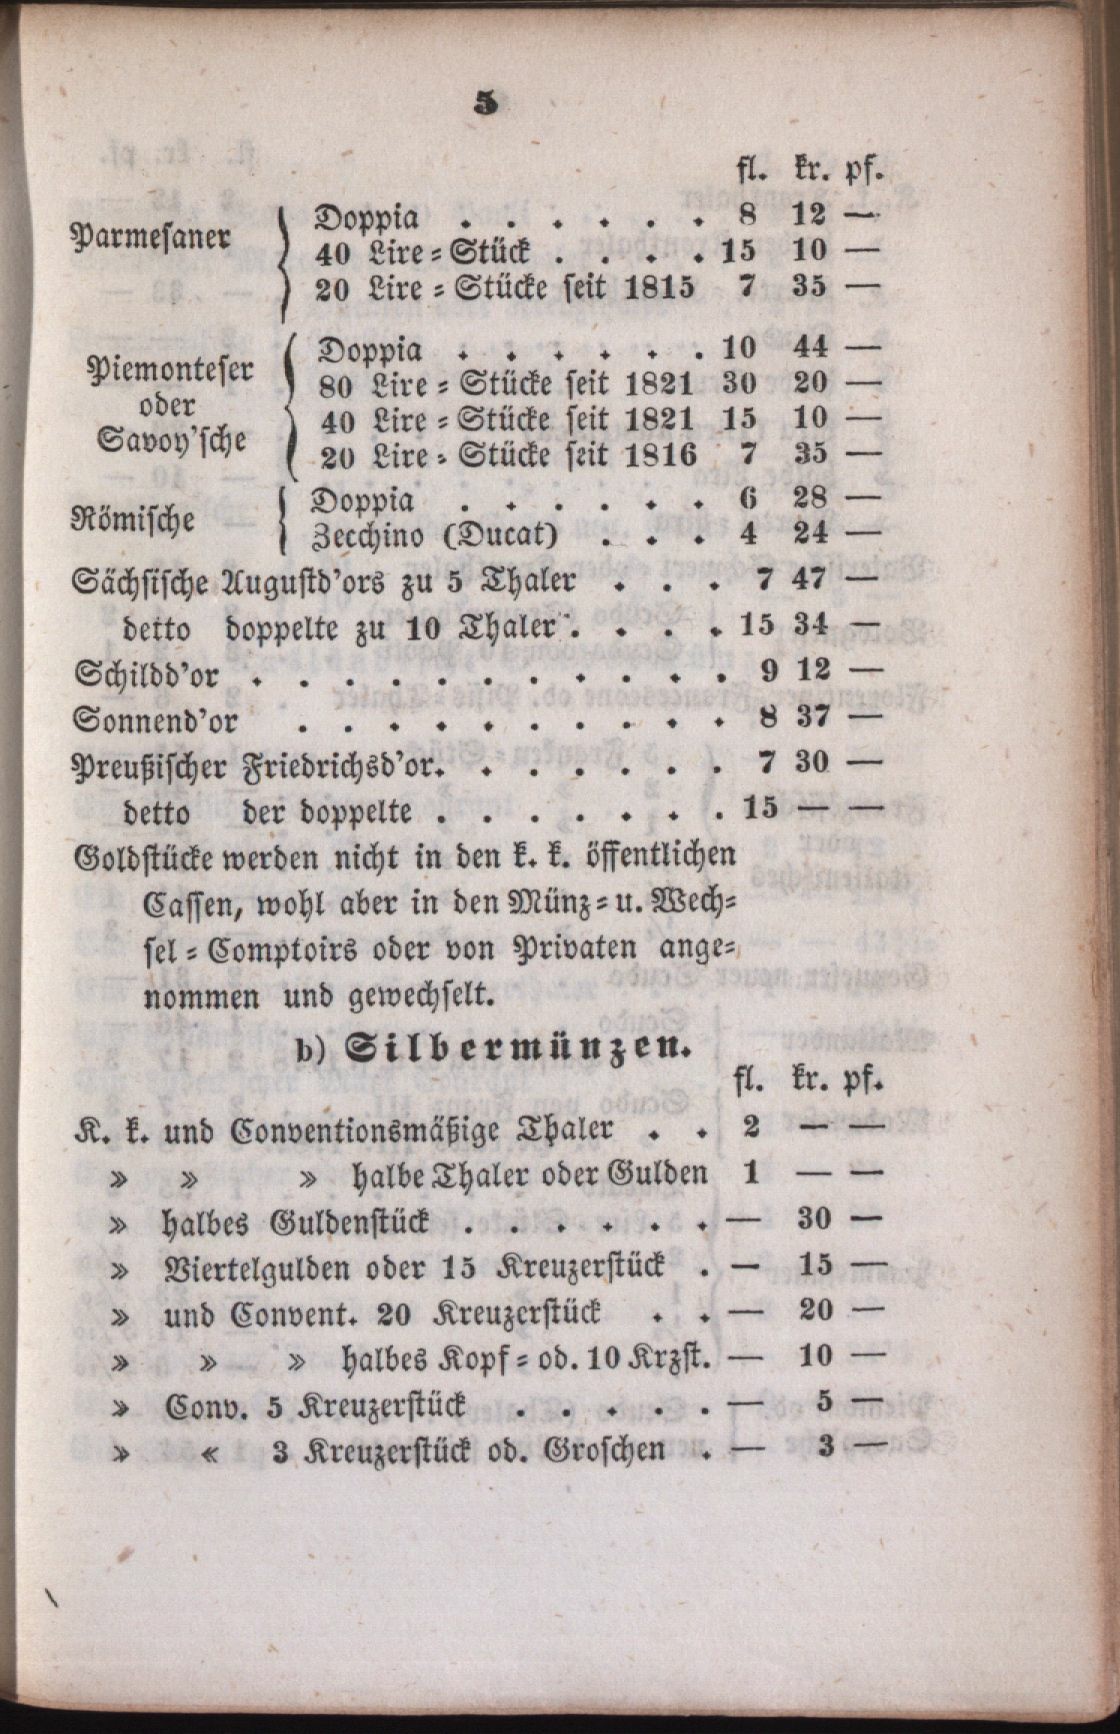 5
fl. kr. pf.
Parmesaner
Doppia . . . . . . 8 12 —
40 Lire-Stück . . . . 15 10 —
20 Lire-Stücke seit 1815 7 35 —
Piemonteser
oder
Savoy'sche
Doppia . . . . . . 10 44 —
80 Lire-Stücke seit 1821 30 20 —
40 Lire-Stücke seit 1821 15 10 —
20 Lire-Stücke seit 1816 7 35 —
Römische
Doppia . . . . . . 6 28 —
Zecchino (Ducat) . . . 4 24 —
Sächsische Augustd'ors zu 5 Thaler . . . 7 47 —
detto doppelte zu 10 Thaler . . . . 15 34 —
Schildd'or . . . . . . . . . . . 9 12 —
Sonnend'or . . . . . . . . . . 8 37 —
Preußischer Friedrichsd'or. . . . . . . 7 30 —
detto der doppelte . . . . . . . 15 — —
Goldstücke werden nicht in den k. k. öffentlichen
Cassen, wohl aber in den Münz- u. Wech-
sel-Comptoirs oder von Privaten ange-
nommen und gewechselt.
b) Silbermünzen.
fl. kr. pf.
K. k. und Conventionsmäßige Thaler . . 2 — —
» » » halbe Thaler oder Gulden 1 — —
» halbes Guldenstück . . . . . . — 30 —
» Viertelgulden oder 15 Kreuzerstück . — 15 —
» und Convent. 20 Kreuzerstück . . — 20 —
» » » halbes Kopf- od. 10 Krzst. — 10 —
» Conv. 5 Kreuzerstück . . . . . — 5 —
» « 3 Kreuzerstück od. Groschen . — 3 —